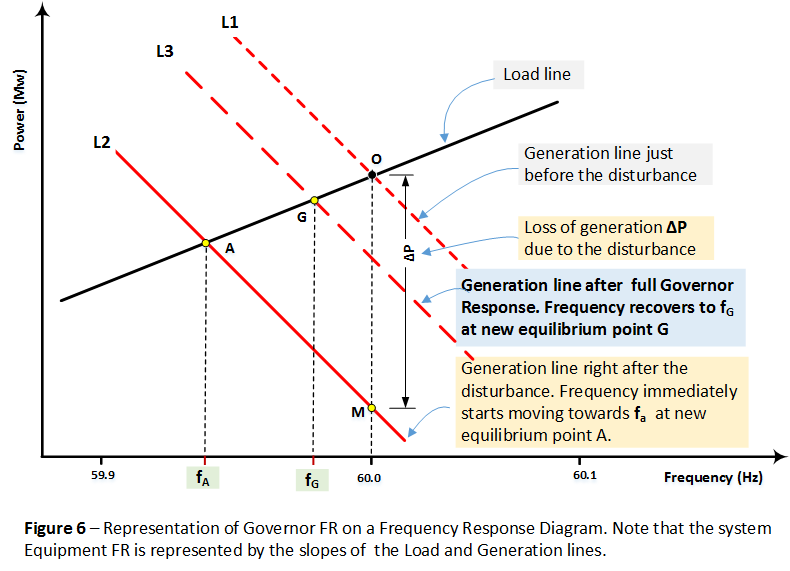 L1
L3
L2
Power (Mw)
Load line
O
Generation line just
before the disturbance
G
A
ΔP
Loss of generation ΔP
due to the disturbance
Generation line after  full Governor
Response. Frequency recovers to fG
at new equilibrium point G
Generation line right after the
disturbance. Frequency immediately
starts moving towards fa  at new
equilibrium point A.
M
59.9
fA
fG
60.0
60.1
Frequency (Hz)
Figure 6 – Representation of Governor FR on a Frequency Response Diagram. Note that the system
Equipment FR is represented by the slopes of  the Load and Generation lines.